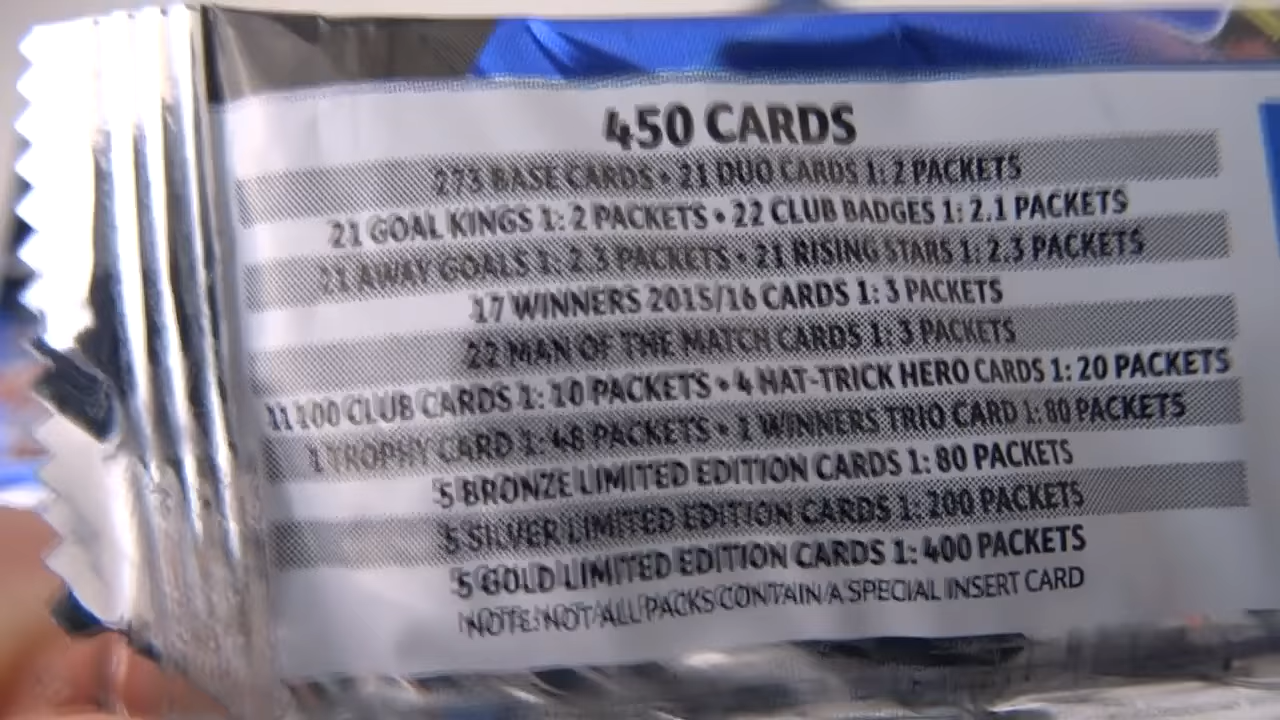 450 CARDS
273 BASE CARDS • 21 DUO CARDS 1: 2 PACKETS
21 GOAL KINGS 1: 2 PACKETS • 22 CLUB BADGES 1: 2.1 PACKETS
21 AWAY GOALS 1: 2.3 PACKETS • 21 RISING STARS 1: 2.3 PACKETS
17 WINNERS 2015/16 CARDS 1: 3 PACKETS
22 MAN OF THE MATCH CARDS 1: 3 PACKETS
11 100 CLUB CARDS 1: 10 PACKETS • 4 HAT-TRICK HERO CARDS 1: 20 PACKETS
1 TROPHY CARD 1:48 PACKETS • 1 WINNERS TRIO CARD 1: 80 PACKETS
5 BRONZE LIMITED EDITION CARDS 1: 80 PACKETS
5 SILVER LIMITED EDITION CARDS 1: 200 PACKETS
5 GOLD LIMITED EDITION CARDS 1: 400 PACKETS
NOTE: NOT ALL PACKS CONTAIN A SPECIAL INSERT CARD